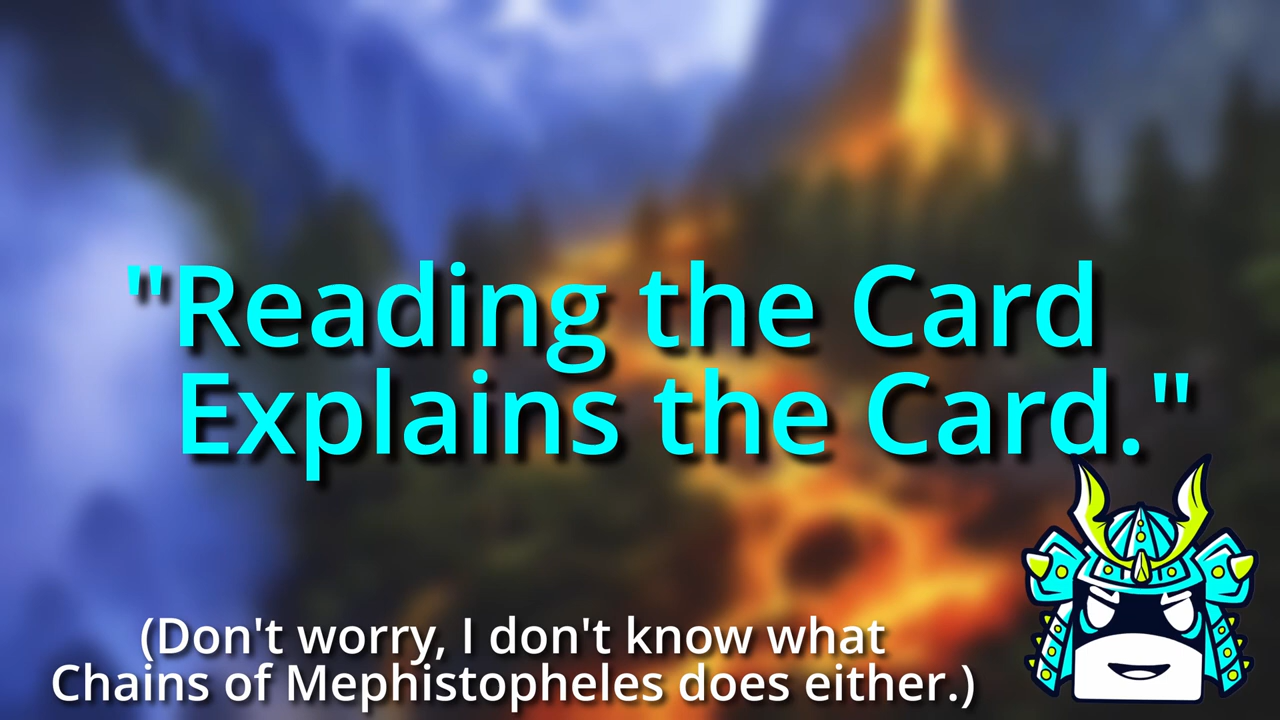 "Reading the Card
Explains the Card."
(Don't worry, I don't know what
Chains of Mephistopheles does either.)